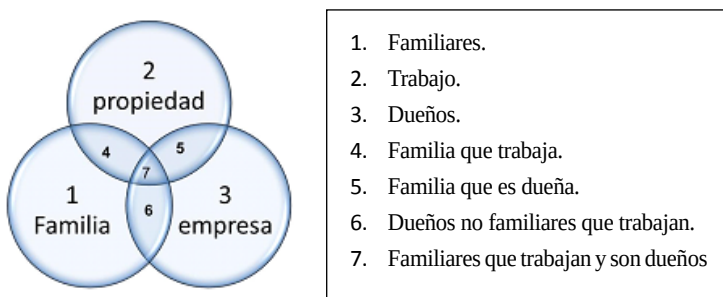 2
propiedad
4
5
7
1
Familia
6
3
empresa
1. Familiares.
2. Trabajo.
3. Dueños.
4. Familia que trabaja.
5. Familia que es dueña.
6. Dueños no familiares que trabajan.
7. Familiares que trabajan y son dueños